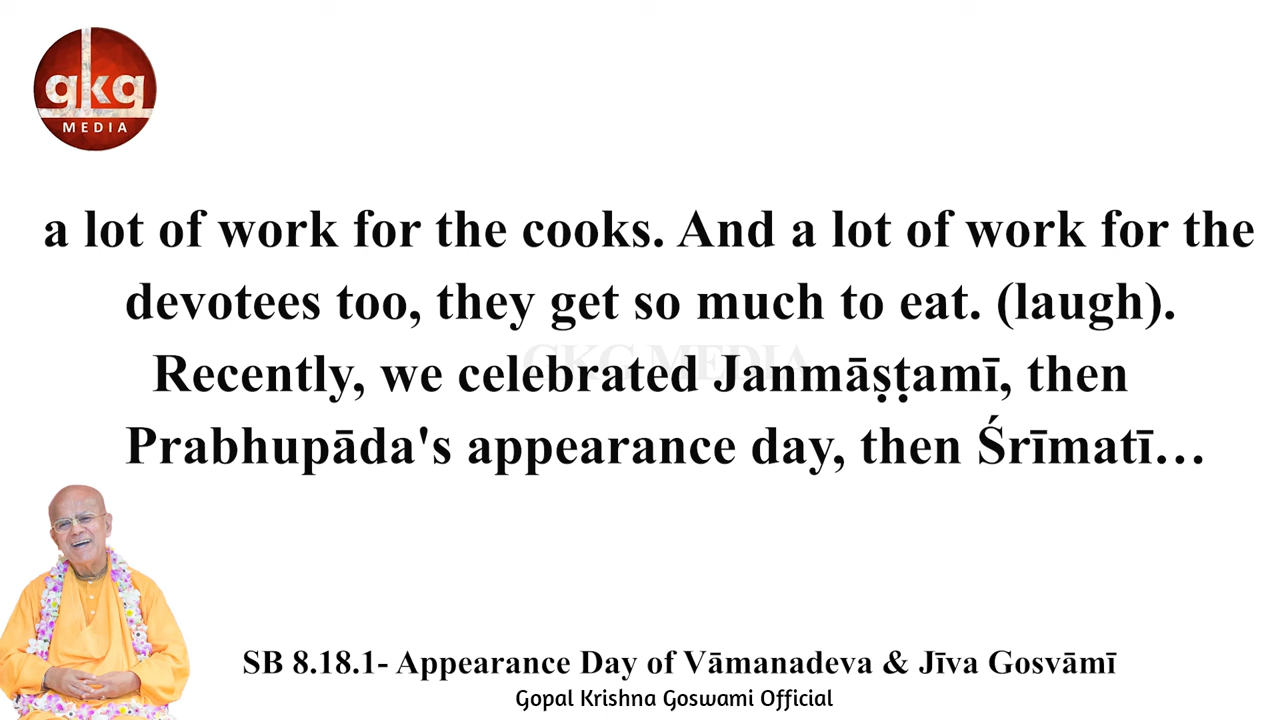 gkg
MEDIA
a lot of work for the cooks. And a lot of work for the
devotees too, they get so much to eat. (laugh).
GKG MEDIA
Recently, we celebrated Janmāṣṭamī, then
Prabhupāda's appearance day, then Śrīmatī…
SB 8.18.1- Appearance Day of Vāmanadeva & Jīva Gosvāmī
Gopal Krishna Goswami Official